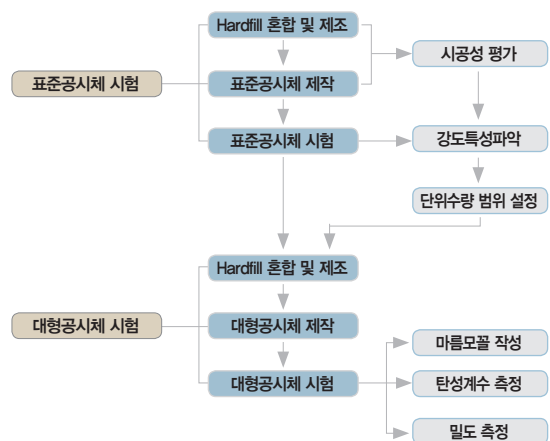 Hardfill 혼합 및 제조
시공성 평가
표준공시체 시험
표준공시체 제작
표준공시체 시험
강도특성파악
단위수량 범위 설정
Hardfill 혼합 및 제조
대형공시체 시험
대형공시체 제작
마름모꼴 작성
대형공시체 시험
탄성계수 측정
밀도 측정